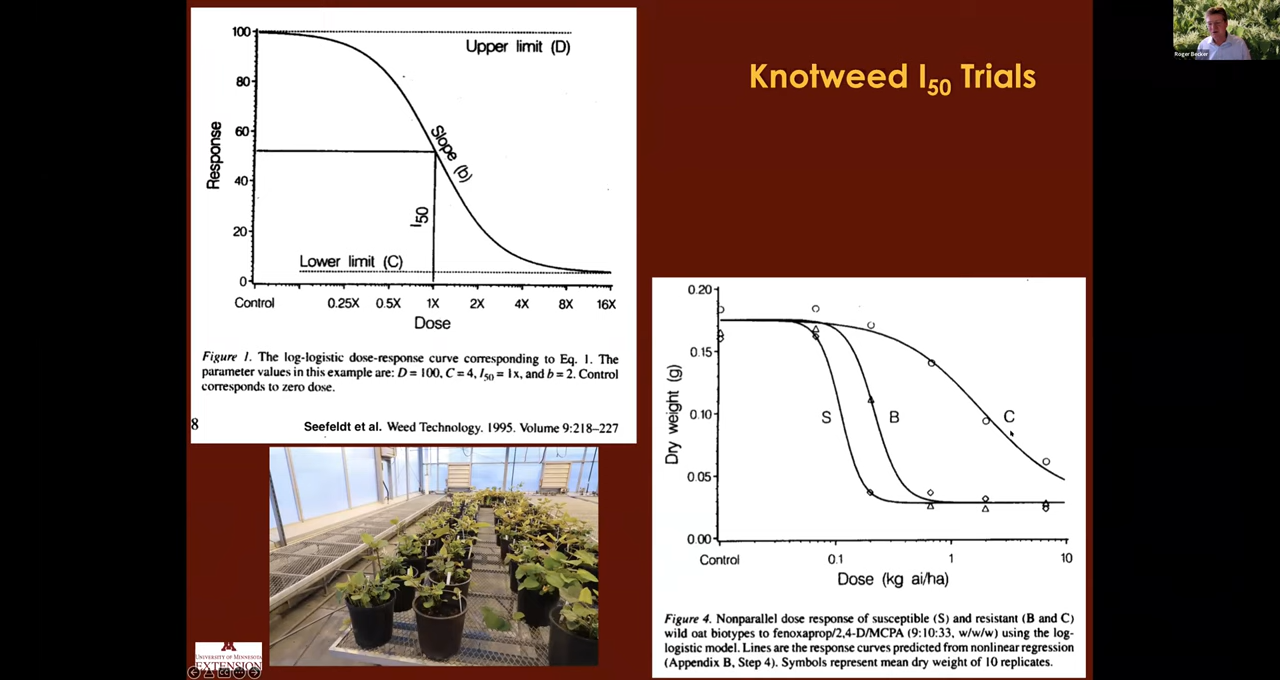 Roger Becker
Knotweed I50 Trials
100
80
60
40
20
0
Response
Upper limit (D)
Slope (b)
I50
Lower limit (C)
Control
0.25X
0.5X
1X
2X
4X
8X
16X
Dose
Figure 1. The log-logistic dose-response curve corresponding to Eq. 1. The
parameter values in this example are: D = 100, C = 4, I50 = 1x, and b = 2. Control
corresponds to zero dose.
8
Seefeldt et al. Weed Technology. 1995. Volume 9:218–227
0.20
0.15
0.10
0.05
0.00
Dry weight (g)
S
B
C
Control
0.1
1
10
Dose (kg ai/ha)
Figure 4. Nonparallel dose response of susceptible (S) and resistant (B and C)
wild oat biotypes to fenoxaprop/2,4-D/MCPA (9:10:33, w/w/w) using the log-
logistic model. Lines are the response curves predicted from nonlinear regression
(Appendix B, Step 4). Symbols represent mean dry weight of 10 replicates.
M
UNIVERSITY OF MINNESOTA
EXTENSION